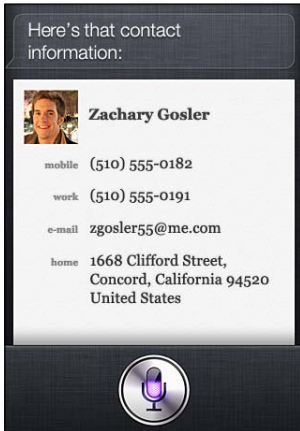 Here's that contact
information:
Zachary Gosler
mobile (510) 555-0182
work (510) 555-0191
e-mail zgosler55@me.com
home 1668 Clifford Street,
Concord, California 94520
United States